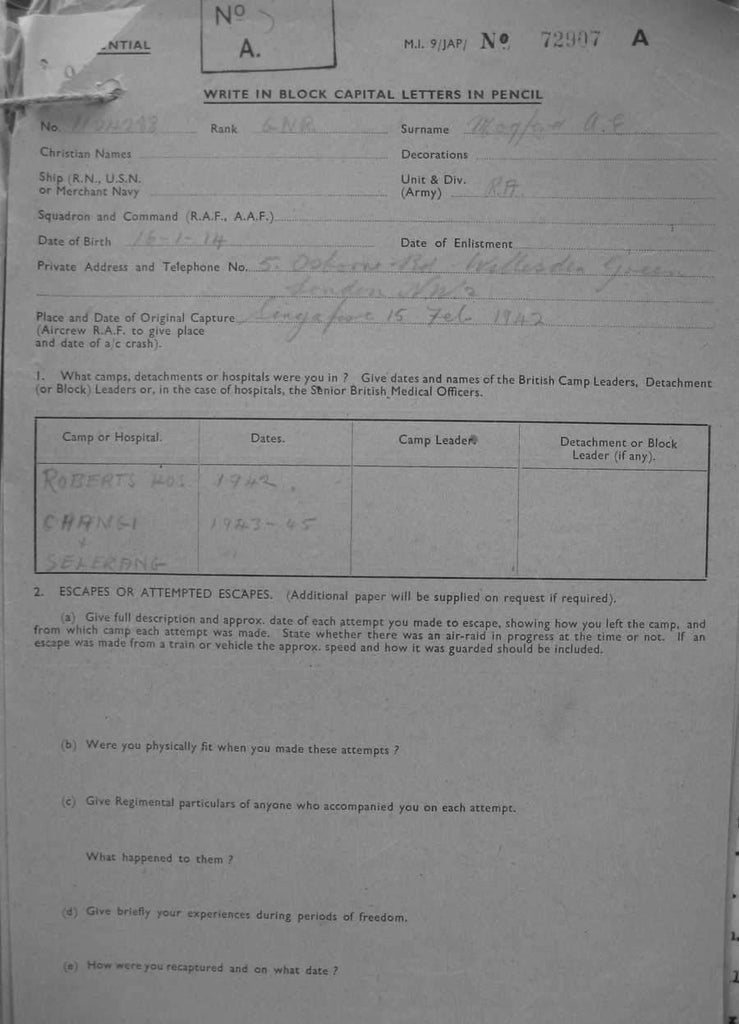 NTIAL
No
A.
M.I. 9/JAP/ No 72907 A
WRITE IN BLOCK CAPITAL LETTERS IN PENCIL
No. Rank GNR Surname Mogford A.E
Christian Names Decorations
Ship (R.N., U.S.N. or Merchant Navy Unit & Div. (Army) RA.
Squadron and Command (R.A.F., A.A.F.)
Date of Birth 16-1-14 Date of Enlistment
Private Address and Telephone No. 5. Osborne Rd Willesden Green
London NW2
Place and Date of Original Capture Singapore 15 Feb 1942
(Aircrew R.A.F. to give place
and date of a/c crash).
1. What camps, detachments or hospitals were you in ? Give dates and names of the British Camp Leaders, Detachment
(or Block) Leaders or, in the case of hospitals, the Senior British Medical Officers.
Camp or Hospital. Dates. Camp Leader. Detachment or Block Leader (if any).
ROBERTS HOS 1942.
CHANGI 1943-45
+
SELERANG "
2. ESCAPES OR ATTEMPTED ESCAPES. (Additional paper will be supplied on request if required).
(a) Give full description and approx. date of each attempt you made to escape, showing how you left the camp, and
from which camp each attempt was made. State whether there was an air-raid in progress at the time or not. If an
escape was made from a train or vehicle the approx. speed and how it was guarded should be included.
(b) Were you physically fit when you made these attempts ?
(c) Give Regimental particulars of anyone who accompanied you on each attempt.
What happened to them ?
(d) Give briefly your experiences during periods of freedom.
(e) How were you recaptured and on what date ?